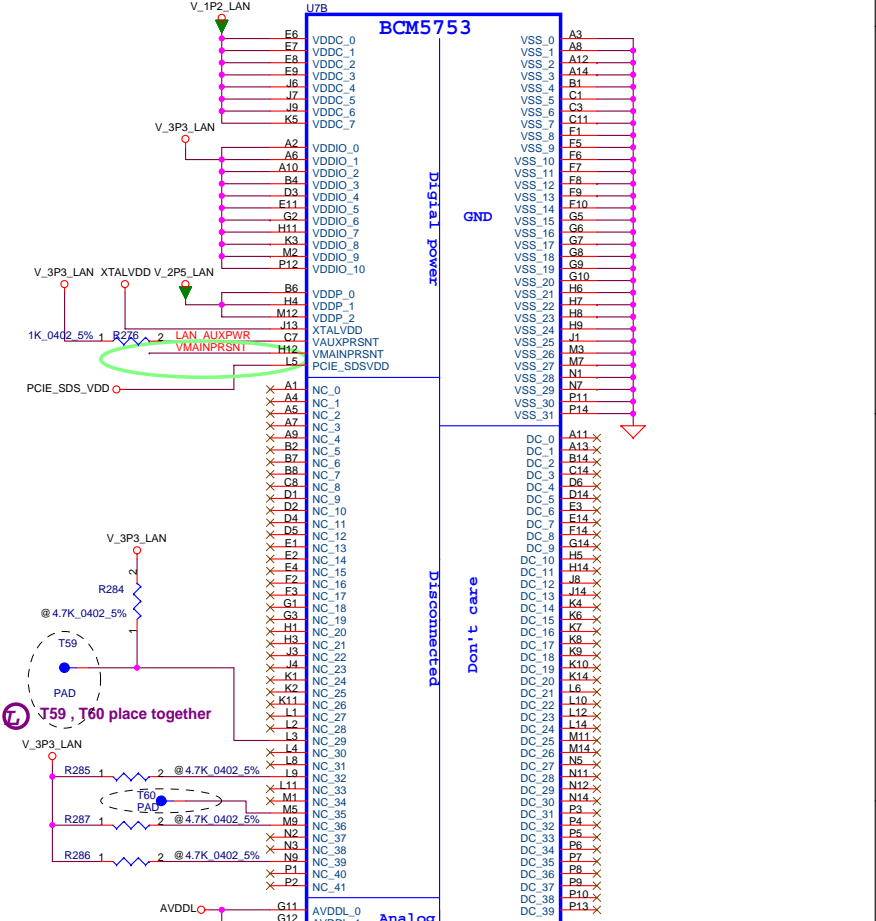 V_1P2_LAN
U7B
BCM5753
E6 VDDC_0
E7 VDDC_1
E8 VDDC_2
E9 VDDC_3
J6 VDDC_4
J7 VDDC_5
J9 VDDC_6
K5 VDDC_7
V_3P3_LAN
A2 VDDIO_0
A6 VDDIO_1
A10 VDDIO_2
B4 VDDIO_3
D3 VDDIO_4
E11 VDDIO_5
G2 VDDIO_6
H11 VDDIO_7
K3 VDDIO_8
M2 VDDIO_9
P12 VDDIO_10
V_3P3_LAN XTALVDD V_2P5_LAN
B6 VDDP_0
H4 VDDP_1
M12 VDDP_2
J13 XTALVDD
1K_0402_5% 1 R276 2 LAN_AUXPWR C7 VAUXPRSNT
VMAINPRSNT H12 VMAINPRSNT
L5 PCIE_SDSVDD
PCIE_SDS_VDD
Digial power
GND
VSS_0 A3
VSS_1 A8
VSS_2 A12
VSS_3 A14
VSS_4 B1
VSS_5 C1
VSS_6 C3
VSS_7 C11
VSS_8 F1
VSS_9 F5
VSS_10 F6
VSS_11 F7
VSS_12 F8
VSS_13 F9
VSS_14 F10
VSS_15 G5
VSS_16 G6
VSS_17 G7
VSS_18 G8
VSS_19 G9
VSS_20 G10
VSS_21 H6
VSS_22 H7
VSS_23 H8
VSS_24 H9
VSS_25 J1
VSS_26 M3
VSS_27 M7
VSS_28 N1
VSS_29 N7
VSS_30 P11
VSS_31 P14
A1 NC_0
A4 NC_1
A5 NC_2
A7 NC_3
A9 NC_4
B2 NC_5
B7 NC_6
B8 NC_7
C8 NC_8
D1 NC_9
D2 NC_10
D4 NC_11
D5 NC_12
E1 NC_13
E2 NC_14
E4 NC_15
F2 NC_16
F3 NC_17
G1 NC_18
G3 NC_19
H1 NC_20
H3 NC_21
J3 NC_22
J4 NC_23
K1 NC_24
K2 NC_25
K11 NC_26
L1 NC_27
L2 NC_28
L3 NC_29
L4 NC_30
L8 NC_31
L9 NC_32
L11 NC_33
M1 NC_34
M5 NC_35
M9 NC_36
N2 NC_37
N3 NC_38
N9 NC_39
P1 NC_40
P2 NC_41
Disconnected
Don't care
DC_0 A11
DC_1 A13
DC_2 B14
DC_3 C14
DC_4 D6
DC_5 D14
DC_6 E3
DC_7 E14
DC_8 F14
DC_9 G14
DC_10 H5
DC_11 H14
DC_12 J8
DC_13 J14
DC_14 K4
DC_15 K6
DC_16 K7
DC_17 K8
DC_18 K9
DC_19 K10
DC_20 K14
DC_21 L6
DC_22 L10
DC_23 L12
DC_24 L14
DC_25 M11
DC_26 M14
DC_27 N5
DC_28 N11
DC_29 N12
DC_30 N14
DC_31 P3
DC_32 P4
DC_33 P5
DC_34 P6
DC_35 P7
DC_36 P8
DC_37 P9
DC_38 P10
DC_39 P13
V_3P3_LAN
2
R284
@4.7K_0402_5%
1
T59
PAD
L T59 , T60 place together
V_3P3_LAN
R285 1 2 @4.7K_0402_5%
T60
PAD
R287 1 2 @4.7K_0402_5%
R286 1 2 @4.7K_0402_5%
AVDDL G11 AVDDL_0
G12
Analog